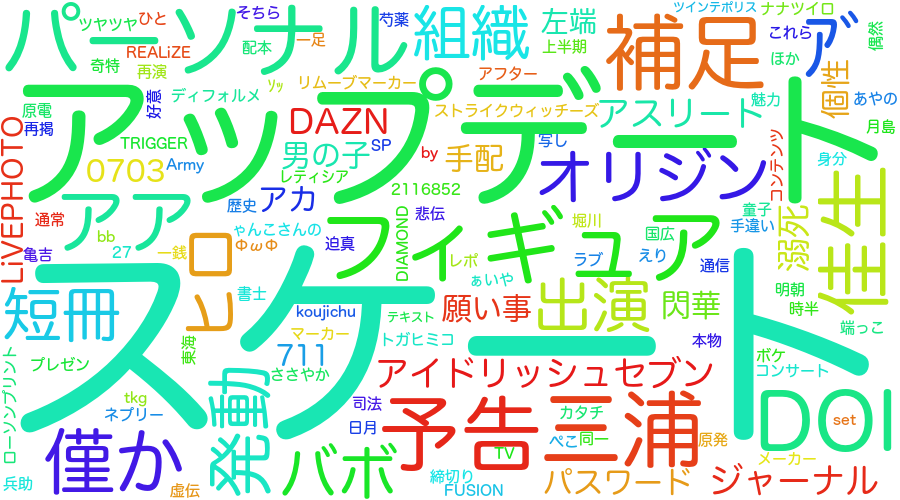 パーソナル
組織
左端
上半期
補足
ツインテポリス
ナナツイロ
これら
ほか
ア゙
偶然
ツヤツヤ
ひと
そちら
芍薬
一足
配本
REALiZE
奇特
再演
リムーブマーカー
アフター
ソッ
原電
再掲
好意
ディフォルメ
ストライクウィッチーズ
アスリート
魅力
個性
あやの
月島
アップデート
LiVEPHOTO
TRIGGER
DAZN
SP
by
写し
0703
Army
男の子
手配
オリジン
コンテンツ
身分
レディシア
2116852
アア
通常
歴史
アカ
悲伝
フィギュア
堀川
国広
童子
手違い
溺死
佳生
亀吉
bb
27
一銭
ヒロ
ゃんこさんの
ΦωΦ
迫真
DIAMOND
レポ
ぁいや
ラブ
えり
通信
明朝
時半
端っこ
短冊
書士
koujichu
願い事
出演
閃華
スケート
プレゼン
東海
マーカー
テキスト
711
トガヒミコ
本物
ポケ
コンサート
ささやか
アイドリッシュセブン
ローソンプリント
tkg
ネプリー
発動
司法
日月
予告
三浦
カタチ
ぺこ
同一
原発
DOI
set
僅か
兵助
虚伝
バボ
TV
締切り
FUSION
パスワード
メーカー
ジャーナル